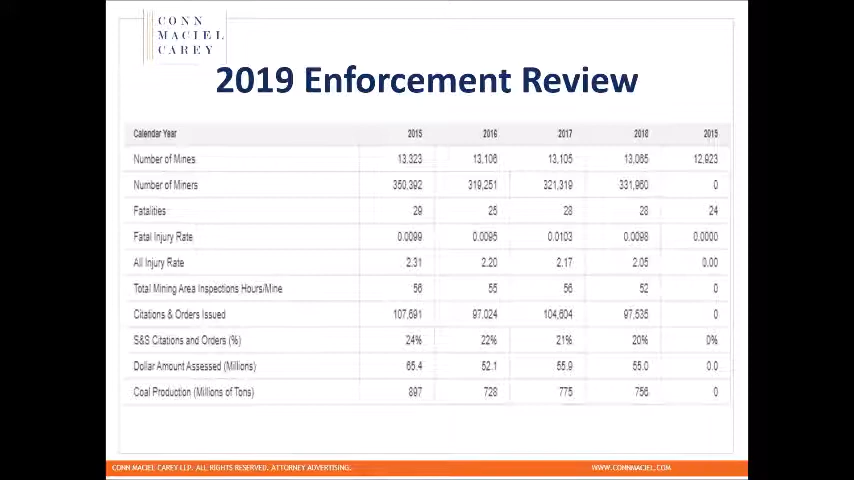 CONN
MACIEL
CAREY
2019 Enforcement Review
Calendar Year 2015 2016 2017 2018 2019
Number of Mines 13,323 13,106 13,105 13,065 12,923
Number of Miners 350,392 319,251 321,319 331,960 0
Fatalities 29 25 28 28 24
Fatal Injury Rate 0.0099 0.0095 0.0103 0.0098 0.0000
All Injury Rate 2.31 2.20 2.17 2.05 0.00
Total Mining Area Inspections Hours/Mine 56 55 56 52 0
Citations & Orders Issued 107,691 97,024 104,604 97,535 0
S&S Citations and Orders (%) 24% 22% 21% 20% 0%
Dollar Amount Assessed (Millions) 65.4 52.1 55.9 55.0 0.0
Coal Production (Millions of Tons) 897 728 775 756 0
CONN MACIEL CAREY LLP. ALL RIGHTS RESERVED. ATTORNEY ADVERTISING. WWW.CONNMACIEL.COM